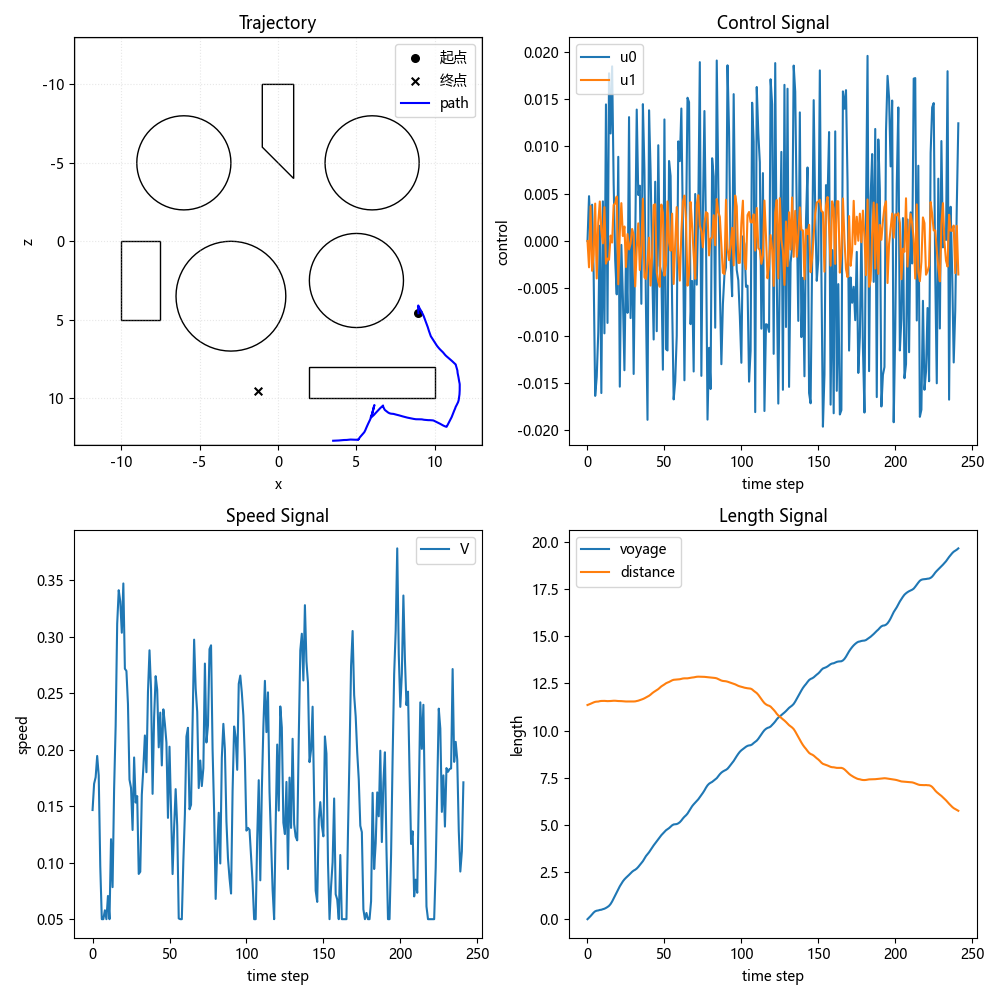 Trajectory
起点
终点
path
-10
-5
0
5
10
z
-10
-5
0
5
10
x
Control Signal
u0
u1
0.020
0.015
0.010
0.005
0.000
-0.005
-0.010
-0.015
-0.020
control
0
50
100
150
200
250
time step
Speed Signal
V
0.35
0.30
0.25
0.20
0.15
0.10
0.05
speed
0
50
100
150
200
250
time step
Length Signal
voyage
distance
20.0
17.5
15.0
12.5
10.0
7.5
5.0
2.5
0.0
length
0
50
100
150
200
250
time step